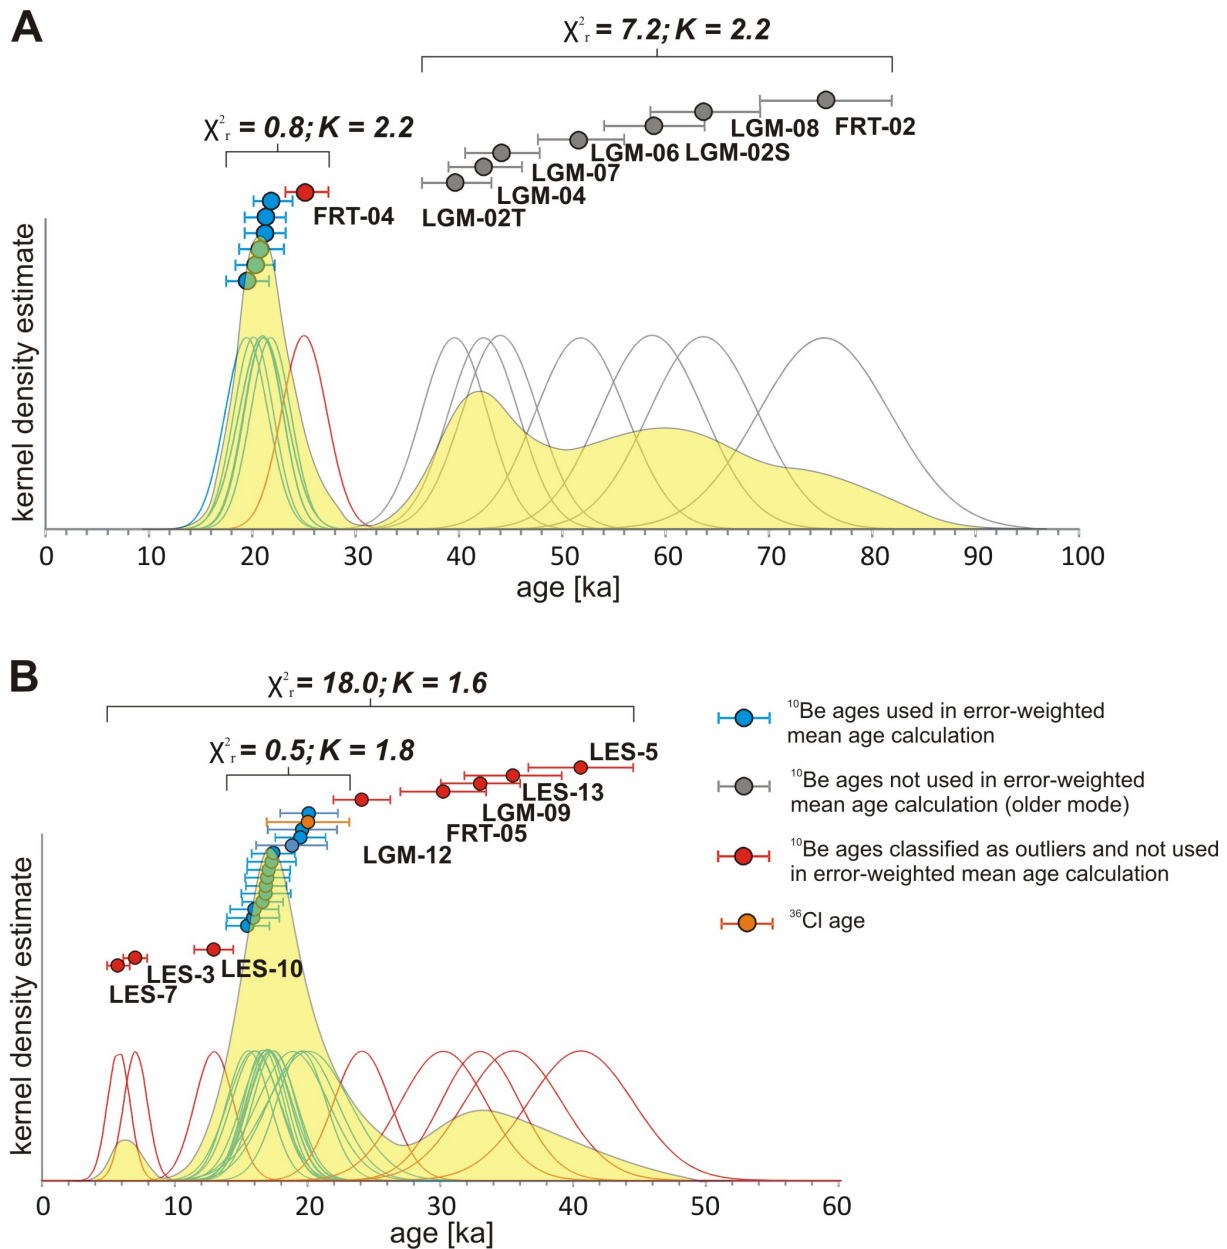 A
χ²r = 7.2; K = 2.2
χ²r = 0.8; K = 2.2
LGM-08 FRT-02
LGM-06 LGM-02S
LGM-07
LGM-04
FRT-04 LGM-02T
kernel density estimate
0 10 20 30 40 50 60 70 80 90 100
age [ka]
B
χ²r = 18.0; K = 1.6
χ²r = 0.5; K = 1.8
LES-5
LES-13
LGM-09
FRT-05
LGM-12
LES-10
LES-3
LES-7
kernel density estimate
0 10 20 30 40 50 60
age [ka]
¹⁰Be ages used in error-weighted
mean age calculation
¹⁰Be ages not used in error-weighted
mean age calculation (older mode)
¹⁰Be ages classified as outliers and not used
in error-weighted mean age calculation
³⁶Cl age